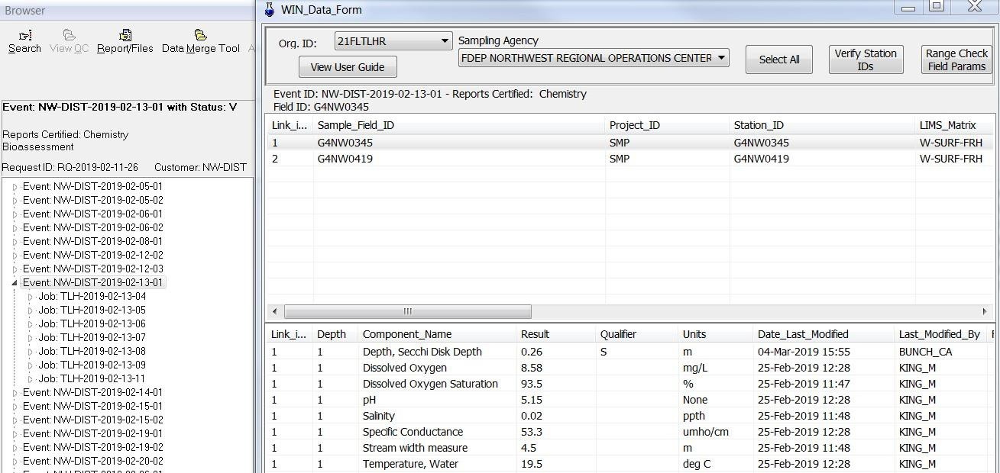 Browser
Search View QC Report/Files Data Merge Tool
Event: NW-DIST-2019-02-13-01 with Status: V
Reports Certified: Chemistry
Bioassessment
Request ID: RQ-2019-02-11-26 Customer: NW-DIST
Event: NW-DIST-2019-02-05-01
Event: NW-DIST-2019-02-05-02
Event: NW-DIST-2019-02-06-01
Event: NW-DIST-2019-02-06-02
Event: NW-DIST-2019-02-08-01
Event: NW-DIST-2019-02-12-02
Event: NW-DIST-2019-02-12-03
Event: NW-DIST-2019-02-13-01
Job: TLH-2019-02-13-04
Job: TLH-2019-02-13-05
Job: TLH-2019-02-13-06
Job: TLH-2019-02-13-07
Job: TLH-2019-02-13-08
Job: TLH-2019-02-13-09
Job: TLH-2019-02-13-11
Event: NW-DIST-2019-02-14-01
Event: NW-DIST-2019-02-15-01
Event: NW-DIST-2019-02-15-02
Event: NW-DIST-2019-02-19-01
Event: NW-DIST-2019-02-19-02
Event: NW-DIST-2019-02-20-02
WIN_Data_Form
Org. ID: 21FLTLHR Sampling Agency
FDEP NORTHWEST REGIONAL OPERATIONS CENTER
View User Guide
Select All
Verify Station
IDs
Range Check
Field Params
Event ID: NW-DIST-2019-02-13-01 - Reports Certified: Chemistry
Field ID: G4NW0345
Link_i... Sample_Field_ID Project_ID Station_ID LIMS_Matrix
1 G4NW0345 SMP G4NW0345 W-SURF-FRH
2 G4NW0419 SMP G4NW0419 W-SURF-FRH
Link_i... Depth Component_Name Result Qualifier Units Date_Last_Modified Last_Modified_By
1 1 Depth, Secchi Disk Depth 0.26 S m 04-Mar-2019 15:55 BUNCH_CA
1 1 Dissolved Oxygen 8.58 mg/L 25-Feb-2019 12:28 KING_M
1 1 Dissolved Oxygen Saturation 93.5 % 25-Feb-2019 11:47 KING_M
1 1 pH 5.15 None 25-Feb-2019 12:28 KING_M
1 1 Salinity 0.02 ppth 25-Feb-2019 11:48 KING_M
1 1 Specific Conductance 53.3 umho/cm 25-Feb-2019 12:28 KING_M
1 1 Stream width measure 4.5 m 25-Feb-2019 11:48 KING_M
1 1 Temperature, Water 19.5 deg C 25-Feb-2019 12:28 KING_M